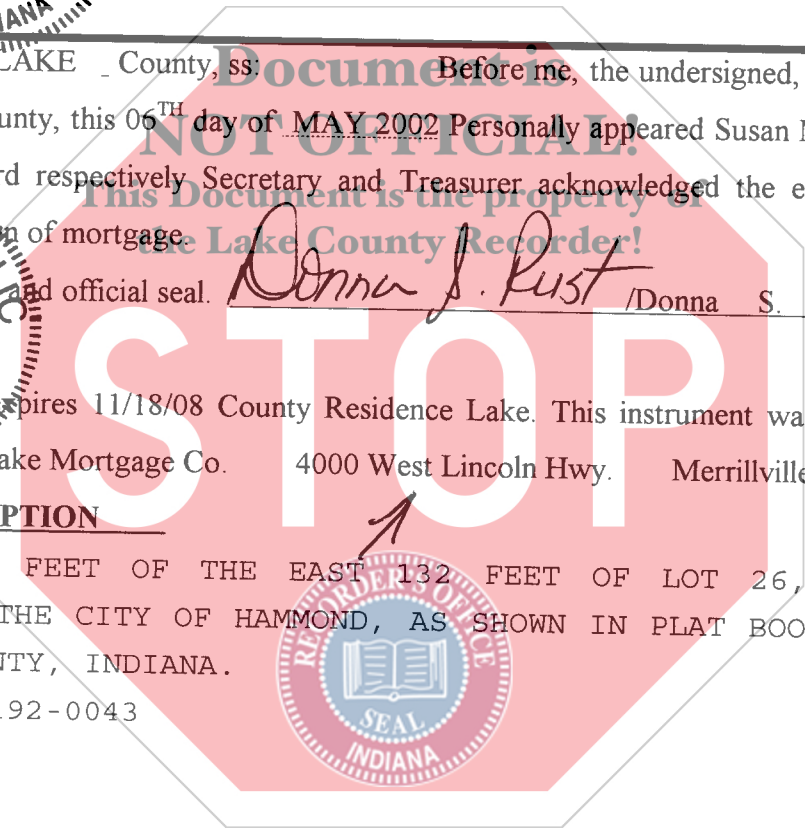 IANA
LAKE _ County, ss: Before me, the undersigned,
unty, this 06TH day of MAY 2002 Personally appeared Susan
rd respectively Secretary and Treasurer acknowledged the e
n of mortgage.
and official seal. Donna S. Rust /Donna S.
pires 11/18/08 County Residence Lake. This instrument wa
ake Mortgage Co. 4000 West Lincoln Hwy. Merrillville
PTION
FEET OF THE EAST 132 FEET OF LOT 26,
THE CITY OF HAMMOND, AS SHOWN IN PLAT BOO
NTY, INDIANA.
192-0043
Document is
NOT OFFICIAL!
This Document is the property of
the Lake County Recorder!
STOP
RECORDER'S OFFICE
SEAL
INDIANA